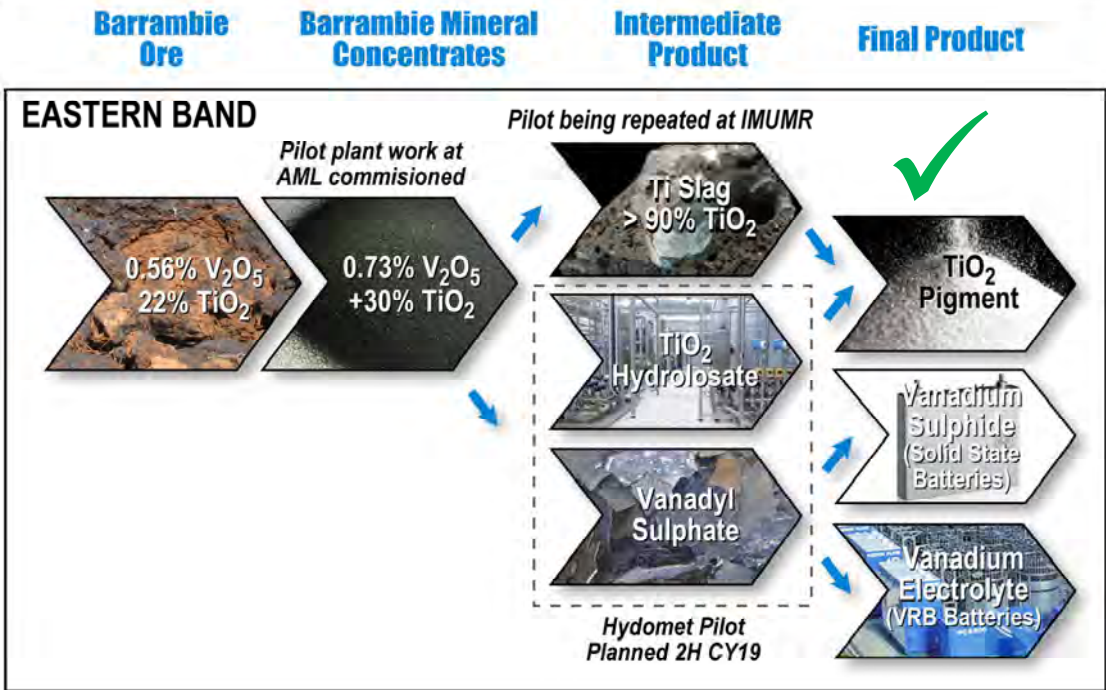 Barrambie
Ore
Barrambie Mineral
Concentrates
Intermediate
Product
Final Product
EASTERN BAND
Pilot plant work at
AML commisioned
Pilot being repeated at IMUMR
0.56% V₂O₅
22% TiO₂
0.73% V₂O₅
+30% TiO₂
Ti Slag
> 90% TiO₂
TiO₂
Hydrolosate
Vanadyl
Sulphate
Hydomet Pilot
Planned 2H CY19
TiO₂
Pigment
Vanadium
Sulphide
(Solid State
Batteries)
Vanadium
Electrolyte
(VRB Batteries)